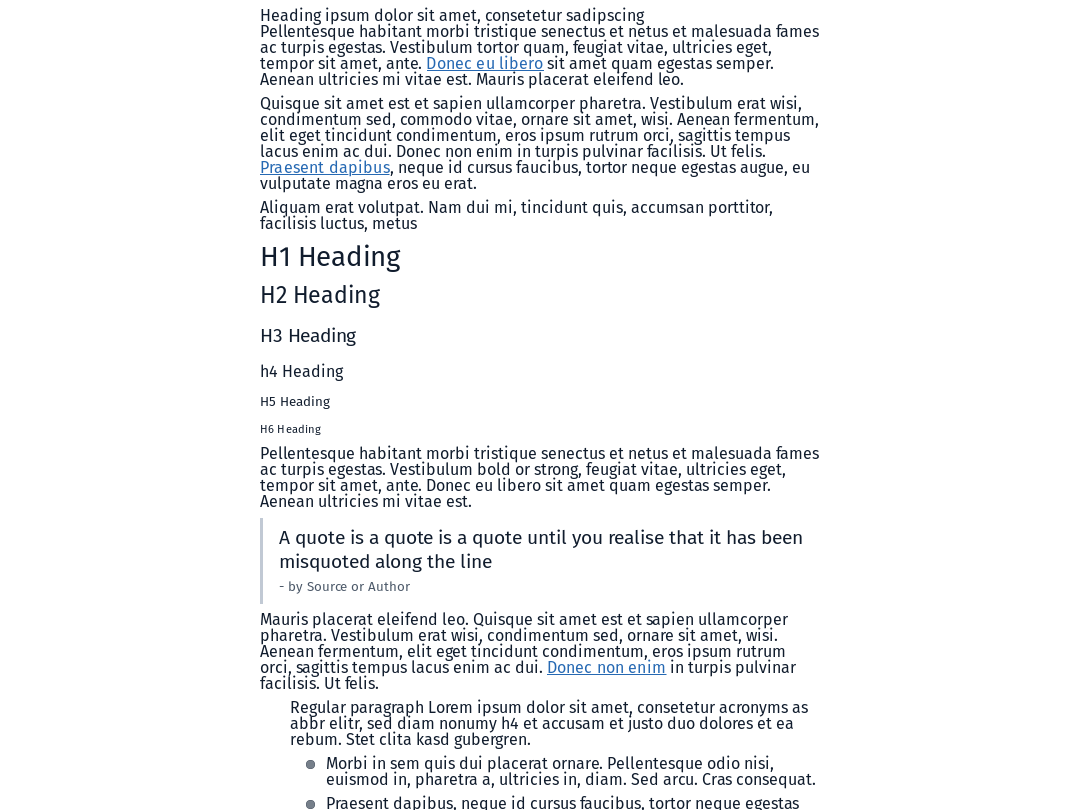 Heading ipsum dolor sit amet, consetetur sadipscing
Pellentesque habitant morbi tristique senectus et netus et malesuada fames
ac turpis egestas. Vestibulum tortor quam, feugiat vitae, ultricies eget,
tempor sit amet, ante. Donec eu libero sit amet quam egestas semper.
Aenean ultricies mi vitae est. Mauris placerat eleifend leo.
Quisque sit amet est et sapien ullamcorper pharetra. Vestibulum erat wisi,
condimentum sed, commodo vitae, ornare sit amet, wisi. Aenean fermentum,
elit eget tincidunt condimentum, eros ipsum rutrum orci, sagittis tempus
lacus enim ac dui. Donec non enim in turpis pulvinar facilisis. Ut felis.
Praesent dapibus, neque id cursus faucibus, tortor neque egestas augue, eu
vulputate magna eros eu erat.
Aliquam erat volutpat. Nam dui mi, tincidunt quis, accumsan porttitor,
facilisis luctus, metus
H1 Heading
H2 Heading
H3 Heading
h4 Heading
H5 Heading
H6 Heading
Pellentesque habitant morbi tristique senectus et netus et malesuada fames
ac turpis egestas. Vestibulum bold or strong, feugiat vitae, ultricies eget,
tempor sit amet, ante. Donec eu libero sit amet quam egestas semper.
Aenean ultricies mi vitae est.
A quote is a quote is a quote until you realise that it has been
misquoted along the line
- by Source or Author
Mauris placerat eleifend leo. Quisque sit amet est et sapien ullamcorper
pharetra. Vestibulum erat wisi, condimentum sed, ornare sit amet, wisi.
Aenean fermentum, elit eget tincidunt condimentum, eros ipsum rutrum
orci, sagittis tempus lacus enim ac dui. Donec non enim in turpis pulvinar
facilisis. Ut felis.
Regular paragraph Lorem ipsum dolor sit amet, consetetur acronyms as
abbr elitr, sed diam nonumy h4 et accusam et justo duo dolores et ea
rebum. Stet clita kasd gubergren.
Morbi in sem quis dui placerat ornare. Pellentesque odio nisi,
euismod in, pharetra a, ultricies in, diam. Sed arcu. Cras consequat.
Praesent dapibus, neque id cursus faucibus, tortor neque egestas